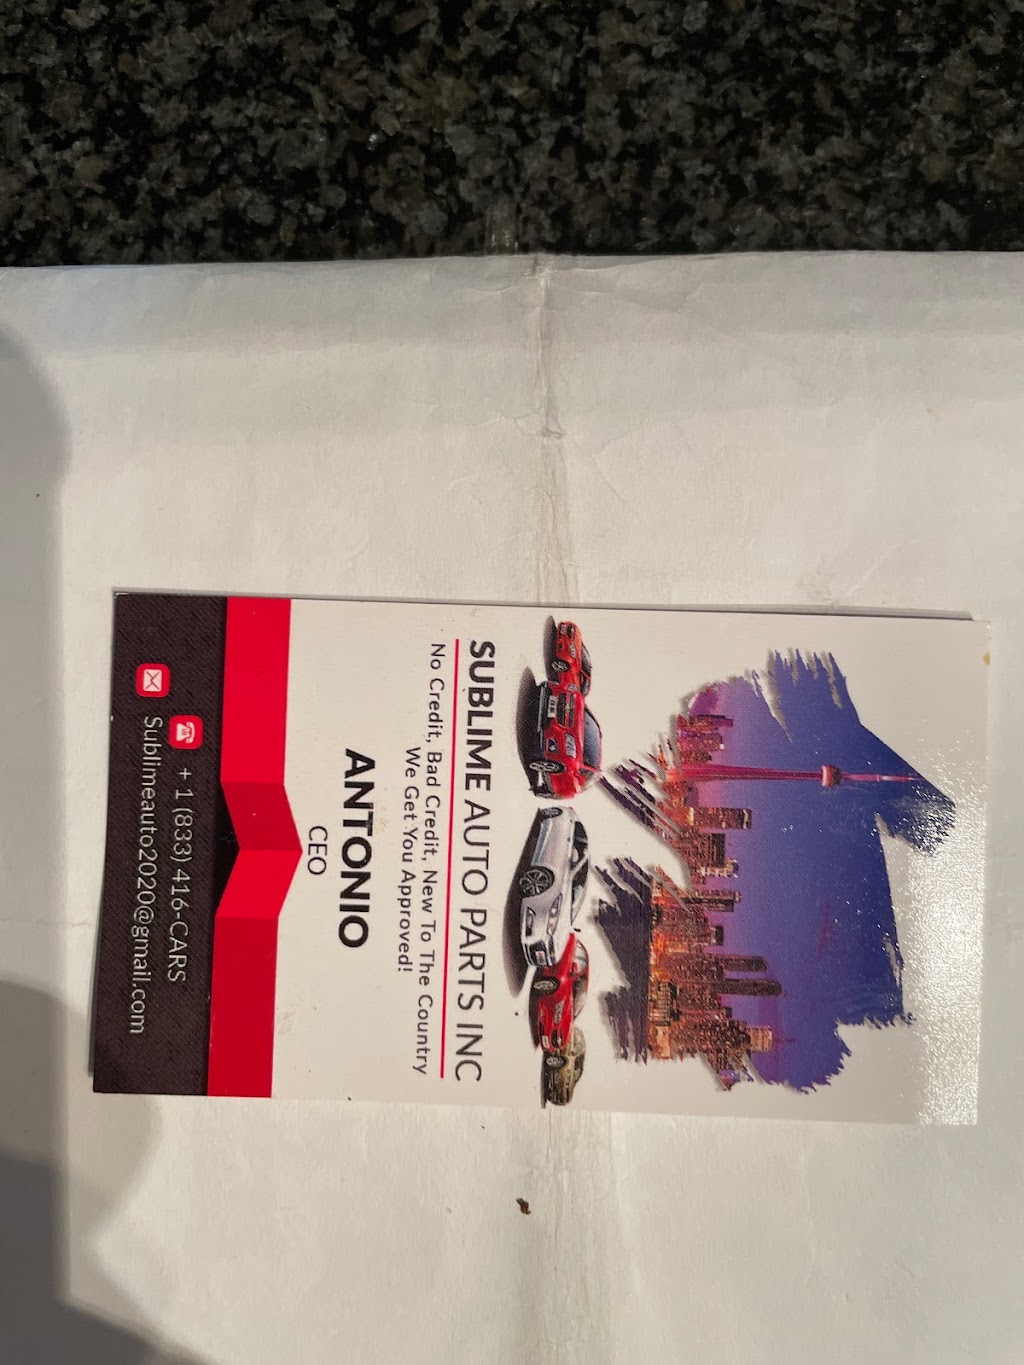 SUBLIME AUTO PARTS INC
No Credit, Bad Credit, New To The Country
We Get You Approved!
ANTONIO
CEO
+ 1 (833) 416-CARS
Sublimeauto2020@gmail.com